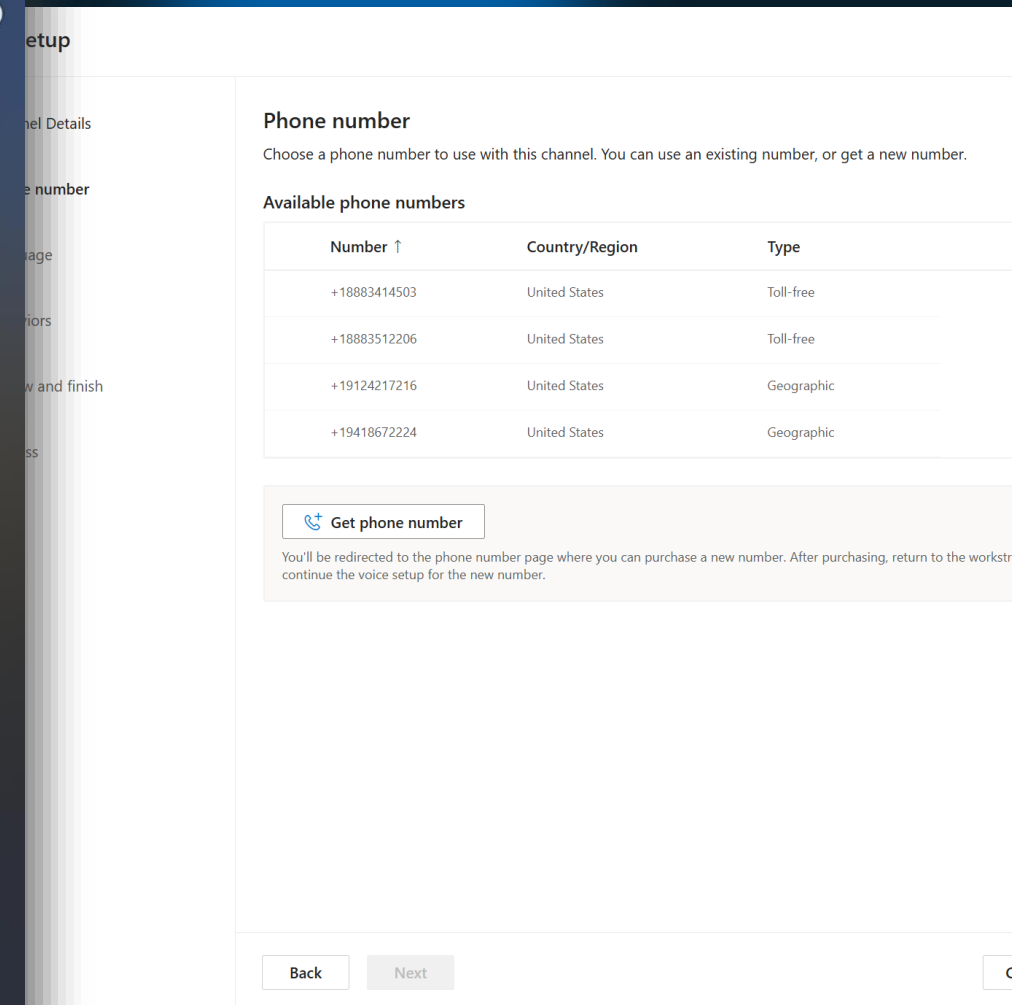 etup
nel Details
e number
uage
viors
w and finish
ss
Phone number
Choose a phone number to use with this channel. You can use an existing number, or get a new number.
Available phone numbers
Number ↑ Country/Region Type
+18883414503 United States Toll-free
+18883512206 United States Toll-free
+19124217216 United States Geographic
+19418672224 United States Geographic
Get phone number
You'll be redirected to the phone number page where you can purchase a new number. After purchasing, return to the workstr
continue the voice setup for the new number.
Back Next